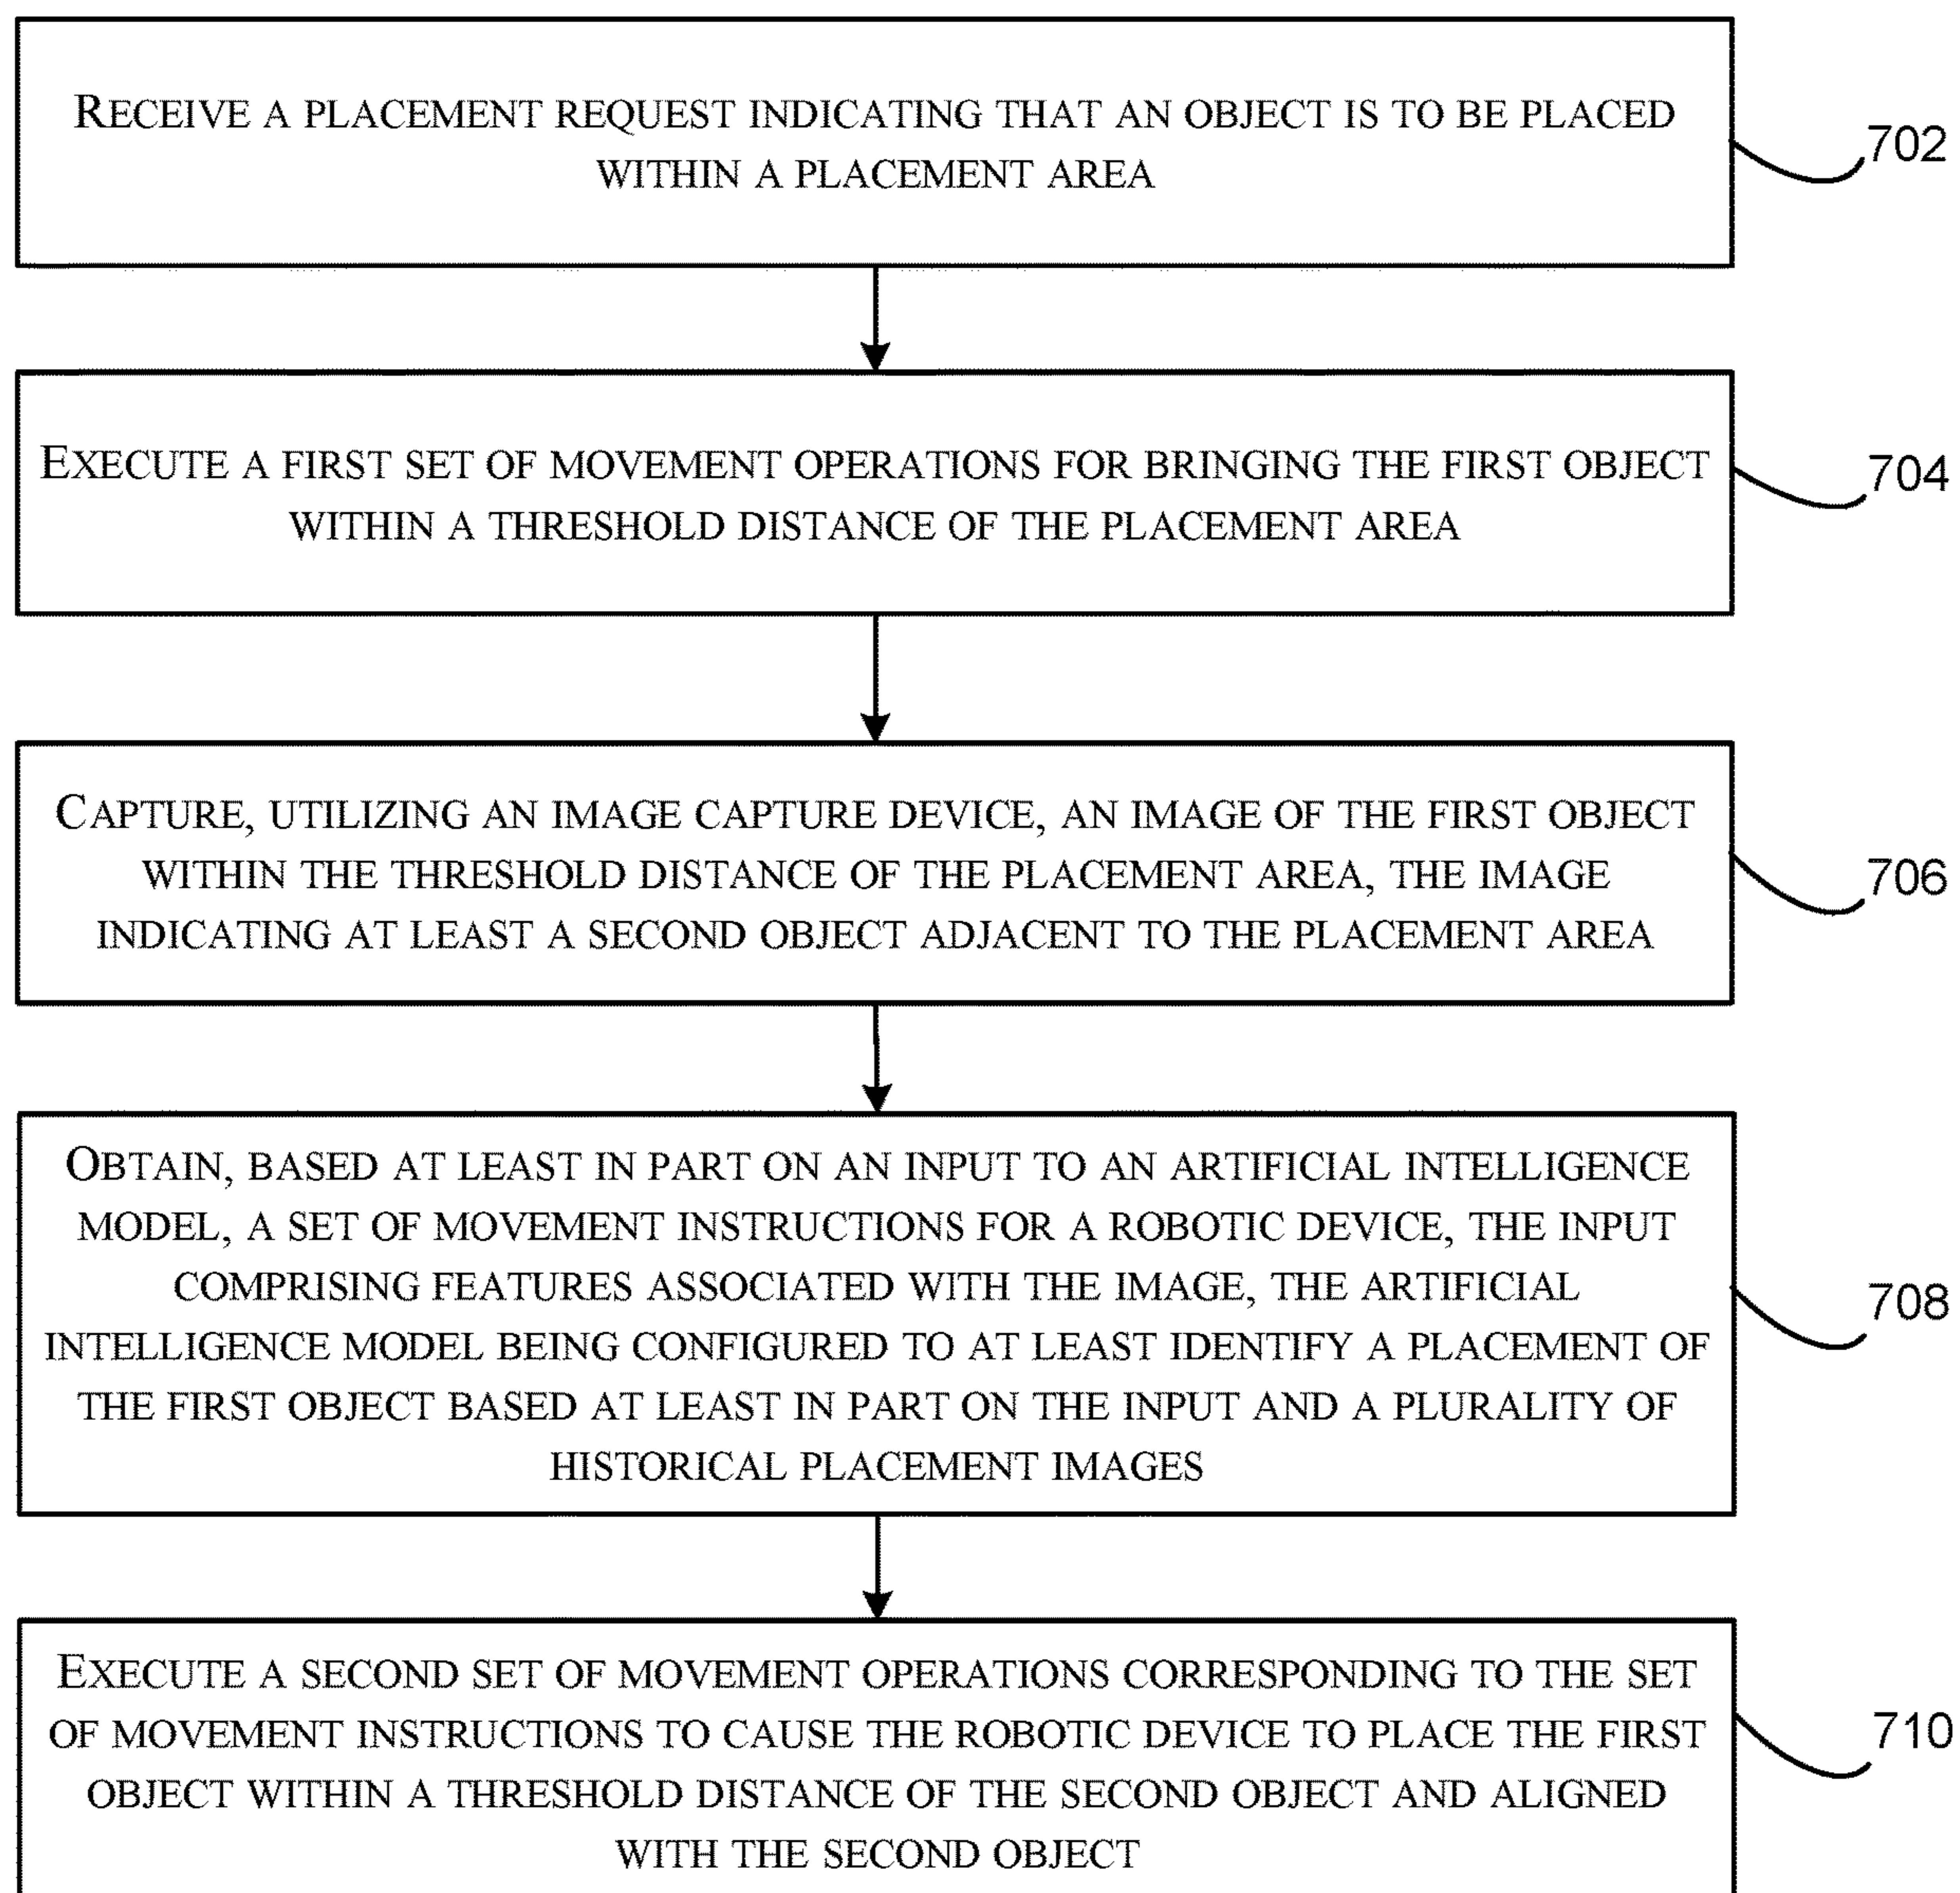 RECEIVE A PLACEMENT REQUEST INDICATING THAT AN OBJECT IS TO BE PLACED
WITHIN A PLACEMENT AREA
702
EXECUTE A FIRST SET OF MOVEMENT OPERATIONS FOR BRINGING THE FIRST OBJECT
WITHIN A THRESHOLD DISTANCE OF THE PLACEMENT AREA
704
CAPTURE, UTILIZING AN IMAGE CAPTURE DEVICE, AN IMAGE OF THE FIRST OBJECT
WITHIN THE THRESHOLD DISTANCE OF THE PLACEMENT AREA, THE IMAGE
INDICATING AT LEAST A SECOND OBJECT ADJACENT TO THE PLACEMENT AREA
706
OBTAIN, BASED AT LEAST IN PART ON AN INPUT TO AN ARTIFICIAL INTELLIGENCE
MODEL, A SET OF MOVEMENT INSTRUCTIONS FOR A ROBOTIC DEVICE, THE INPUT
COMPRISING FEATURES ASSOCIATED WITH THE IMAGE, THE ARTIFICIAL
INTELLIGENCE MODEL BEING CONFIGURED TO AT LEAST IDENTIFY A PLACEMENT OF
THE FIRST OBJECT BASED AT LEAST IN PART ON THE INPUT AND A PLURALITY OF
HISTORICAL PLACEMENT IMAGES
708
EXECUTE A SECOND SET OF MOVEMENT OPERATIONS CORRESPONDING TO THE SET
OF MOVEMENT INSTRUCTIONS TO CAUSE THE ROBOTIC DEVICE TO PLACE THE FIRST
OBJECT WITHIN A THRESHOLD DISTANCE OF THE SECOND OBJECT AND ALIGNED
WITH THE SECOND OBJECT
710